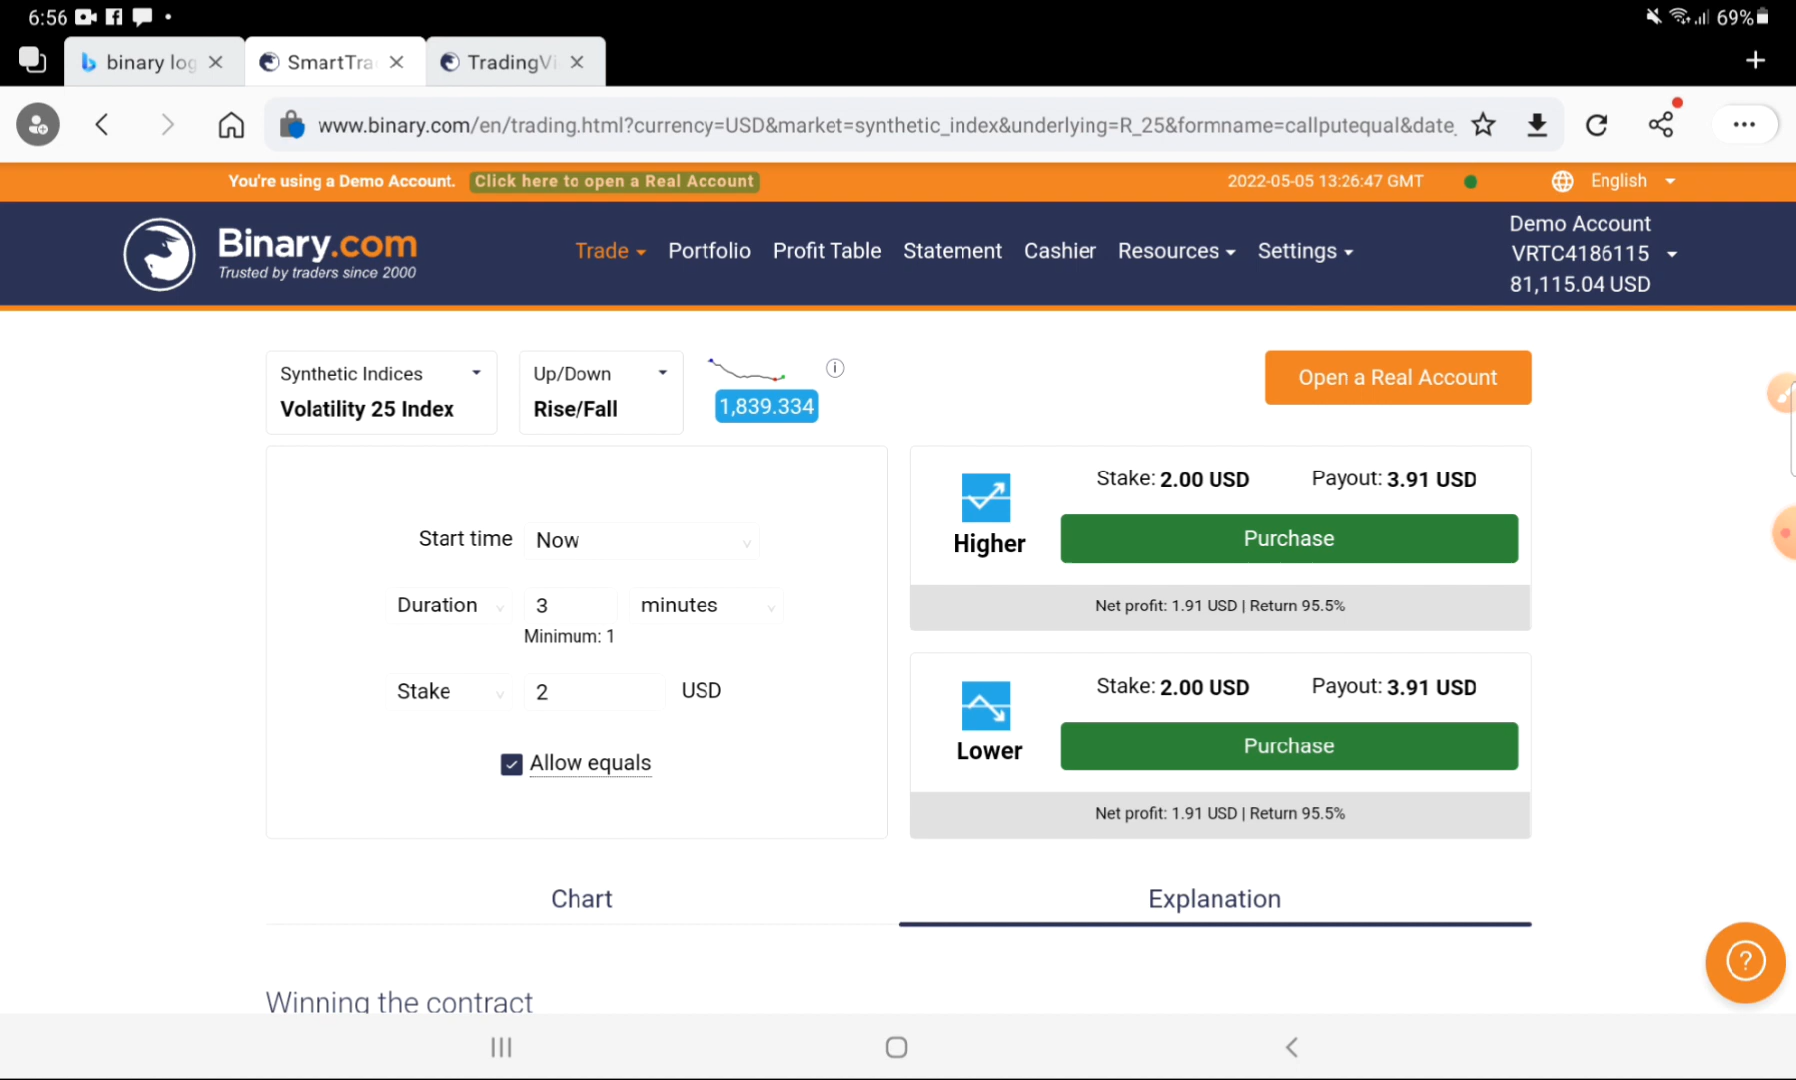 6:56
69%
binary log
SmartTra
TradingVi
www.binary.com/en/trading.html?currency=USD&market=synthetic_index&underlying=R_25&formname=callputequal&date_
You're using a Demo Account. Click here to open a Real Account
2022-05-05 13:26:47 GMT
English
Binary.com
Trusted by traders since 2000
Trade Portfolio Profit Table Statement Cashier Resources Settings
Demo Account
VRTC4186115
81,115.04 USD
Synthetic Indices
Volatility 25 Index
Up/Down
Rise/Fall
1,839.334
Open a Real Account
Start time Now
Duration 3 minutes
Minimum: 1
Stake 2 USD
Allow equals
Higher
Stake: 2.00 USD Payout: 3.91 USD
Purchase
Net profit: 1.91 USD | Return 95.5%
Lower
Stake: 2.00 USD Payout: 3.91 USD
Purchase
Net profit: 1.91 USD | Return 95.5%
Chart
Explanation
Winning the contract